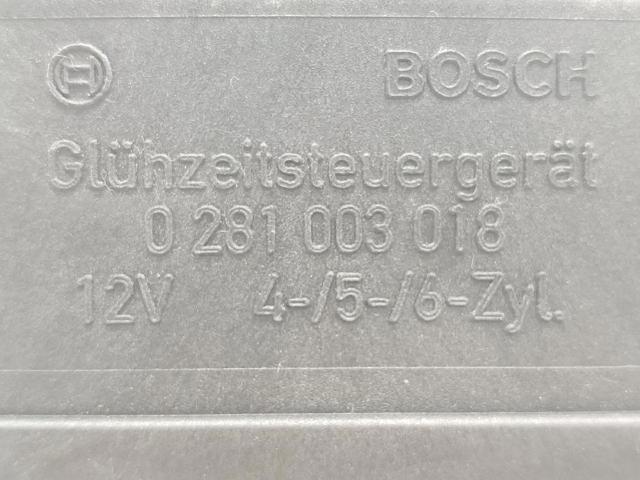 BOSCH
Glühzeitsteuergerät
0 281 003 018
12V 4-/5-/6-Zyl.